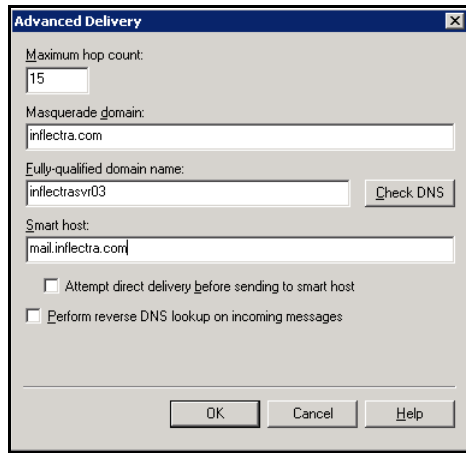 Advanced Delivery
Maximum hop count:
15
Masquerade domain:
inflectra.com
Fully-qualified domain name:
inflectrasvr03
Check DNS
Smart host:
mail.inflectra.com
Attempt direct delivery before sending to smart host
Perform reverse DNS lookup on incoming messages
OK Cancel Help